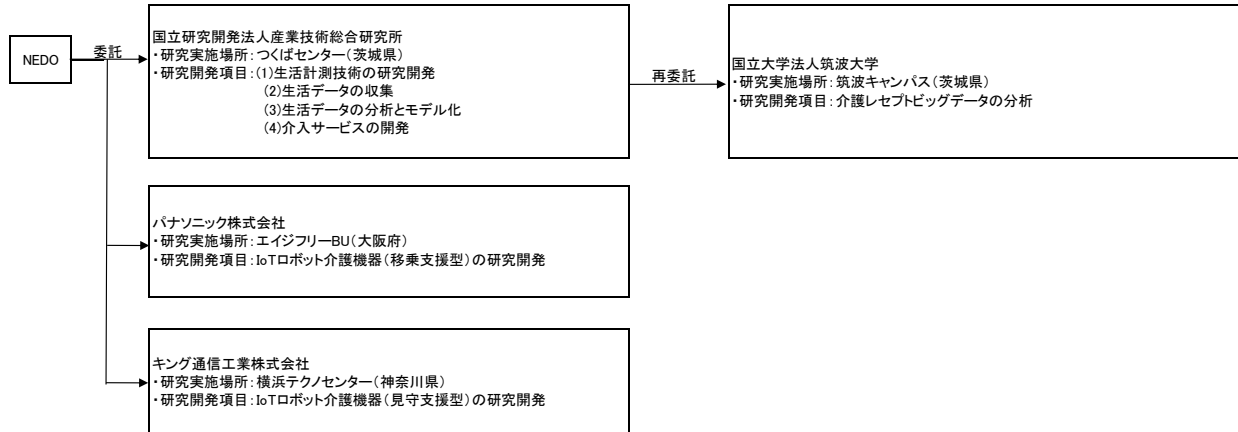 NEDO
委託
国立研究開発法人産業技術総合研究所
・研究実施場所：つくばセンター（茨城県）
・研究開発項目：(1)生活計測技術の研究開発
(2)生活データの収集
(3)生活データの分析とモデル化
(4)介入サービスの開発
再委託
国立大学法人筑波大学
・研究実施場所：筑波キャンパス（茨城県）
・研究開発項目：介護レセプトビッグデータの分析
パナソニック株式会社
・研究実施場所：エイジフリーBU（大阪府）
・研究開発項目：IoTロボット介護機器（移乗支援型）の研究開発
キング通信工業株式会社
・研究実施場所：横浜テクノセンター（神奈川県）
・研究開発項目：IoTロボット介護機器（見守支援型）の研究開発